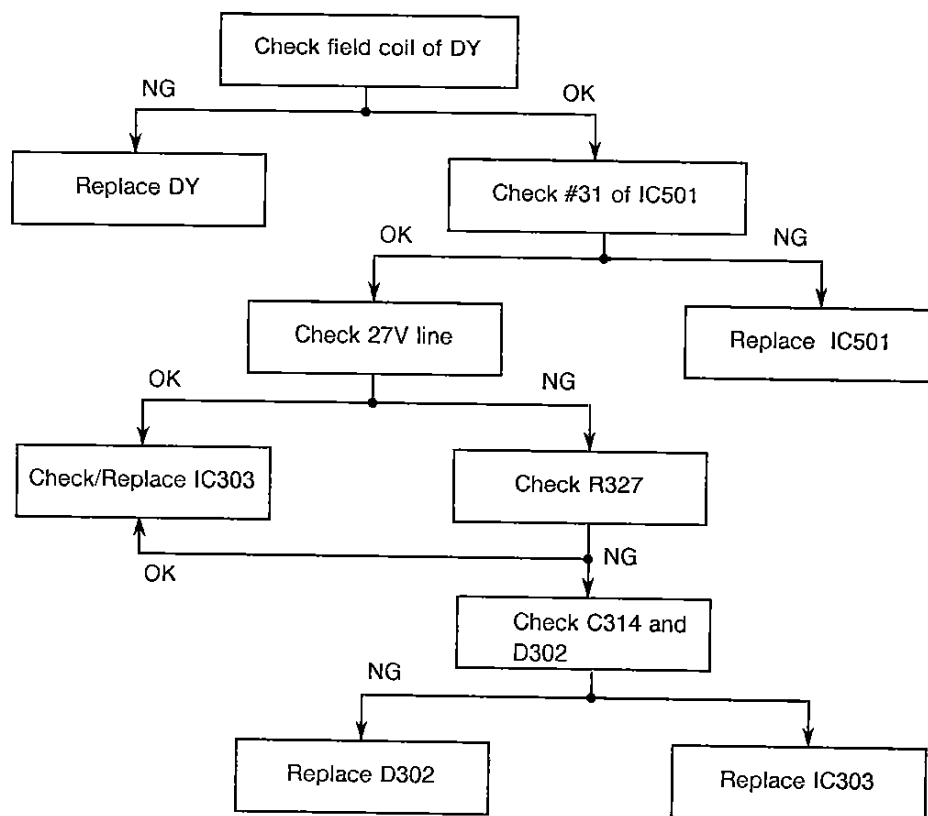 Check field coil of DY
NG
OK
Replace DY
Check #31 of IC501
OK
NG
Check 27V line
Replace IC501
OK
NG
Check/Replace IC303
Check R327
OK
NG
Check C314 and
D302
NG
Replace D302
Replace IC303